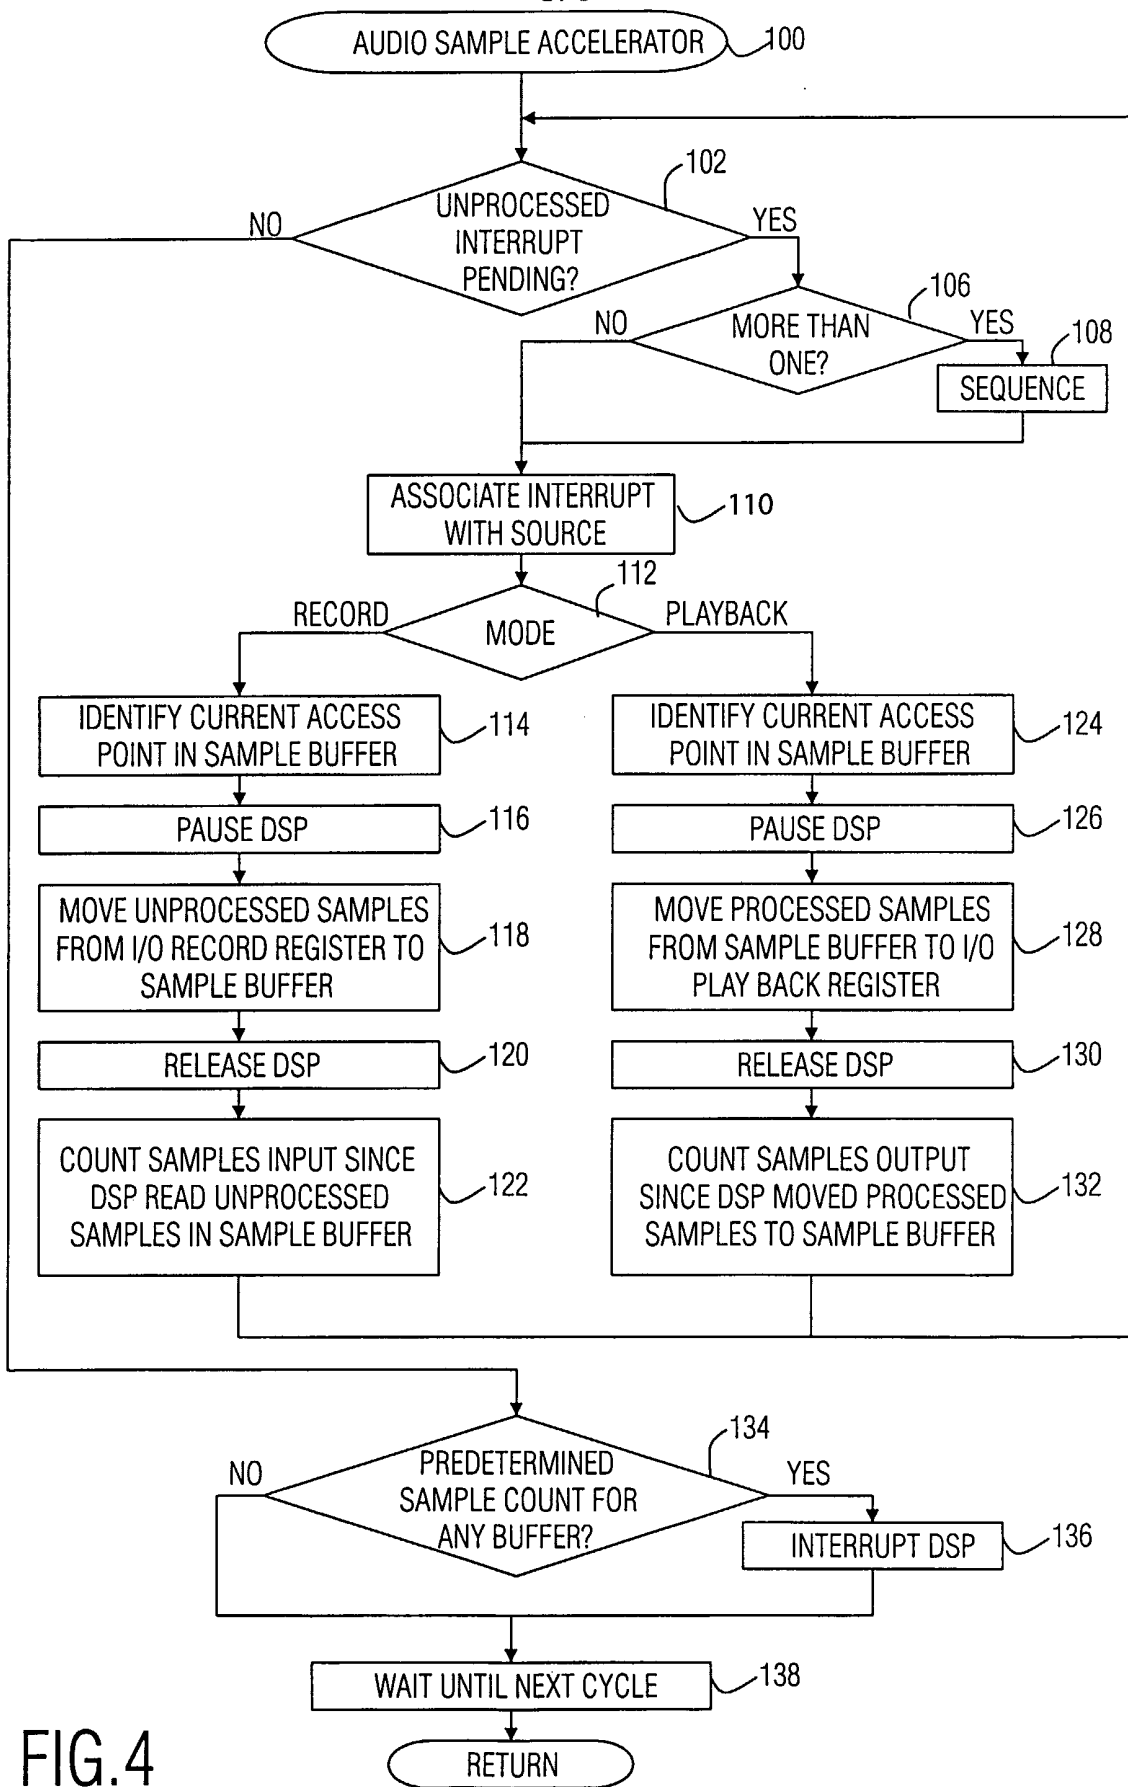 AUDIO SAMPLE ACCELERATOR
100
102
UNPROCESSED
INTERRUPT
PENDING?
NO
YES
106
MORE THAN
ONE?
NO
YES
108
SEQUENCE
ASSOCIATE INTERRUPT
WITH SOURCE
110
112
RECORD
MODE
PLAYBACK
IDENTIFY CURRENT ACCESS
POINT IN SAMPLE BUFFER
114
PAUSE DSP
116
MOVE UNPROCESSED SAMPLES
FROM I/O RECORD REGISTER TO
SAMPLE BUFFER
118
RELEASE DSP
120
COUNT SAMPLES INPUT SINCE
DSP READ UNPROCESSED
SAMPLES IN SAMPLE BUFFER
122
IDENTIFY CURRENT ACCESS
POINT IN SAMPLE BUFFER
124
PAUSE DSP
126
MOVE PROCESSED SAMPLES
FROM SAMPLE BUFFER TO I/O
PLAY BACK REGISTER
128
RELEASE DSP
130
COUNT SAMPLES OUTPUT
SINCE DSP MOVED PROCESSED
SAMPLES TO SAMPLE BUFFER
132
134
NO
PREDETERMINED
SAMPLE COUNT FOR
ANY BUFFER?
YES
INTERRUPT DSP
136
WAIT UNTIL NEXT CYCLE
138
RETURN
FIG.4